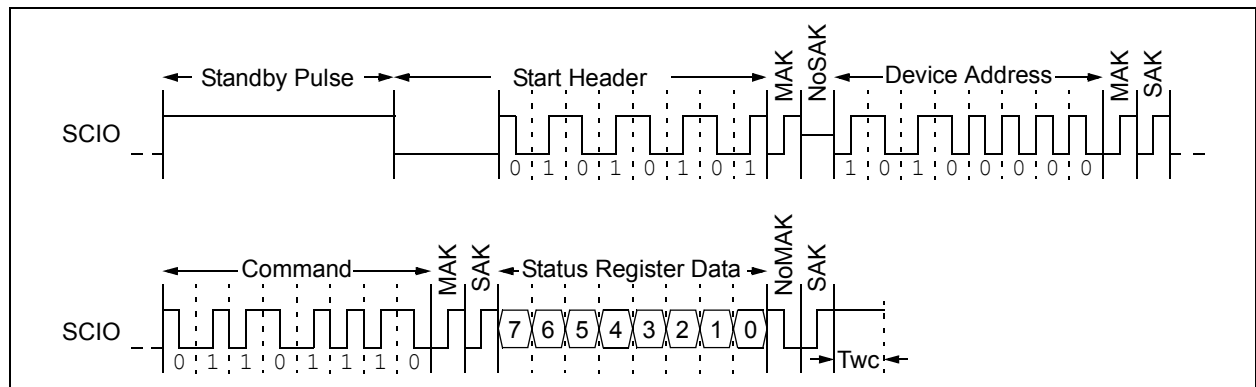 Standby Pulse
Start Header
MAK
NoSAK
Device Address
MAK
SAK
SCIO
0 1 0 1 0 1 0 1
1 0 1 0 0 0 0 0
Command
MAK
SAK
Status Register Data
NoMAK
SAK
SCIO
7 6 5 4 3 2 1 0
0 1 1 0 1 1 1 0
Twc